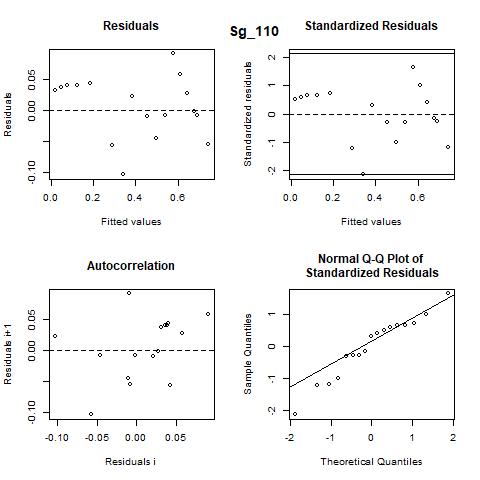 Sg_110
Residuals
Residuals
0.05
0.00
-0.10
0.0 0.2 0.4 0.6
Fitted values
Standardized Residuals
Standardized residuals
2
1
0
-1
-2
0.0 0.2 0.4 0.6
Fitted values
Autocorrelation
Residuals i+1
0.05
0.00
-0.10
-0.10 -0.05 0.00 0.05
Residuals i
Normal Q-Q Plot of
Standardized Residuals
Sample Quantiles
1
0
-1
-2
-2 -1 0 1 2
Theoretical Quantiles